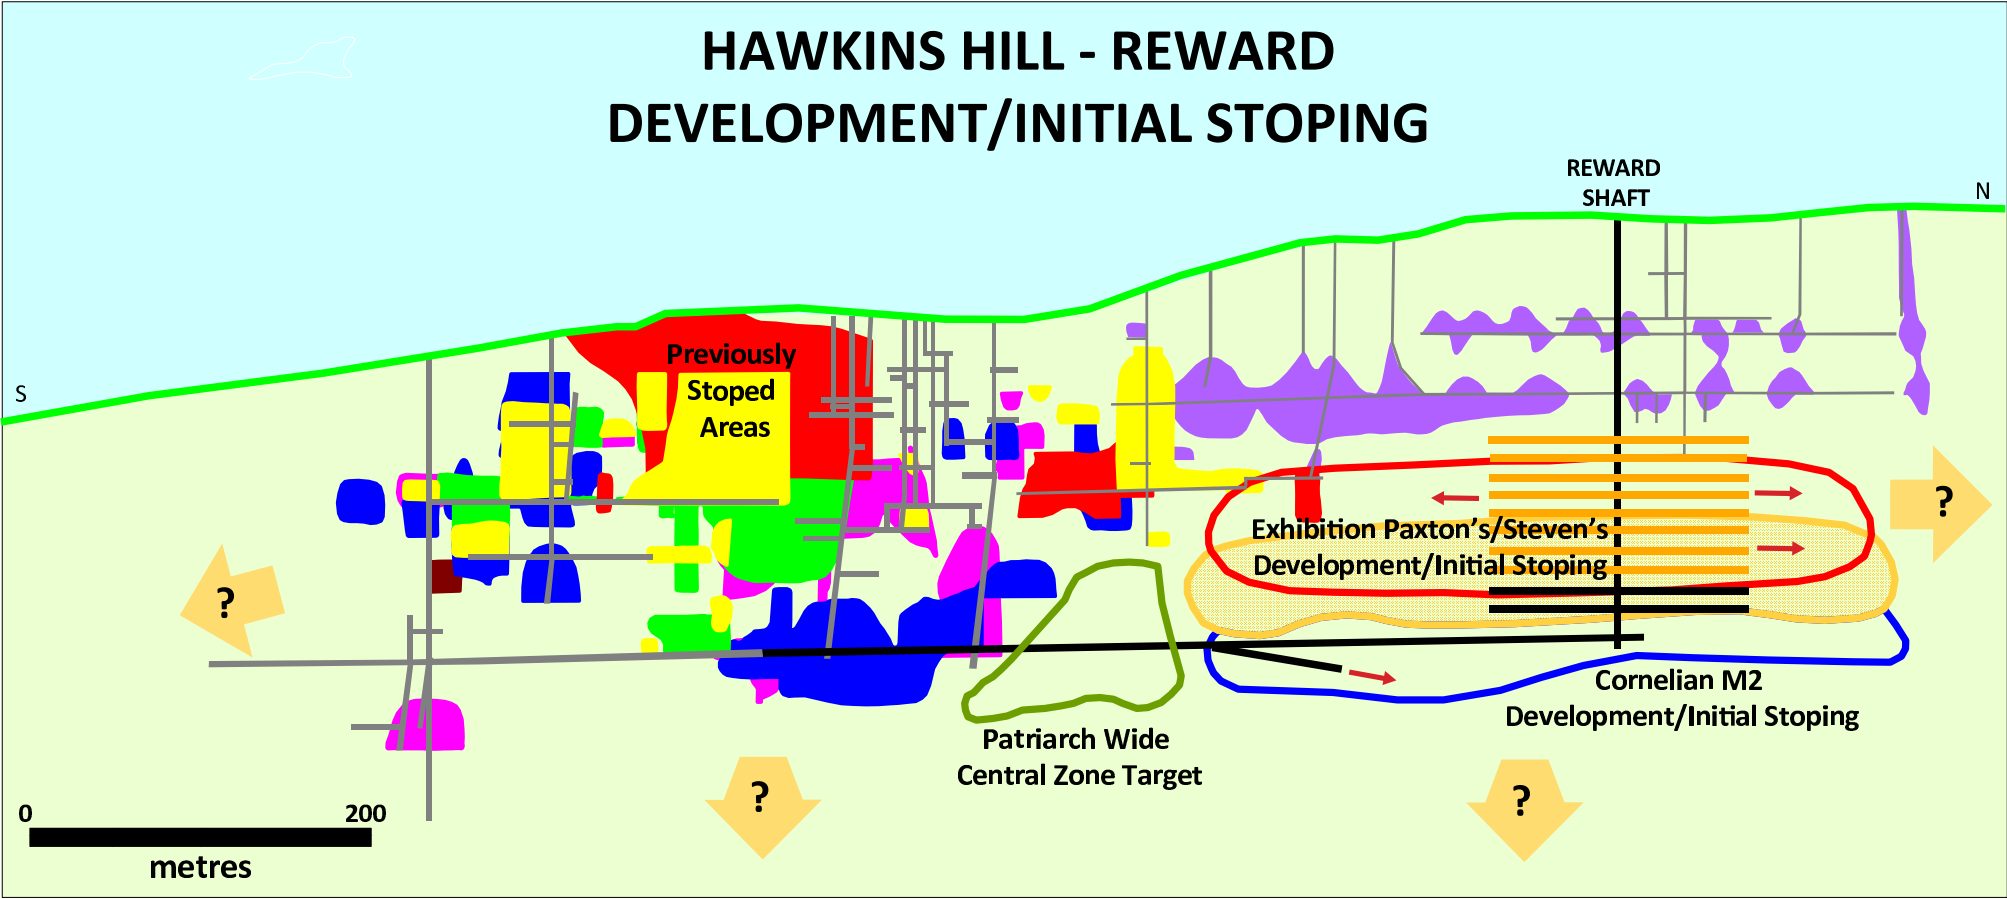 HAWKINS HILL - REWARD
DEVELOPMENT/INITIAL STOPING
REWARD
SHAFT
N
S
Previously
Stoped
Areas
?
Exhibition Paxton's/Steven's
Development/Initial Stoping
?
Cornelian M2
Development/Initial Stoping
Patriarch Wide
Central Zone Target
?
?
0 200
metres